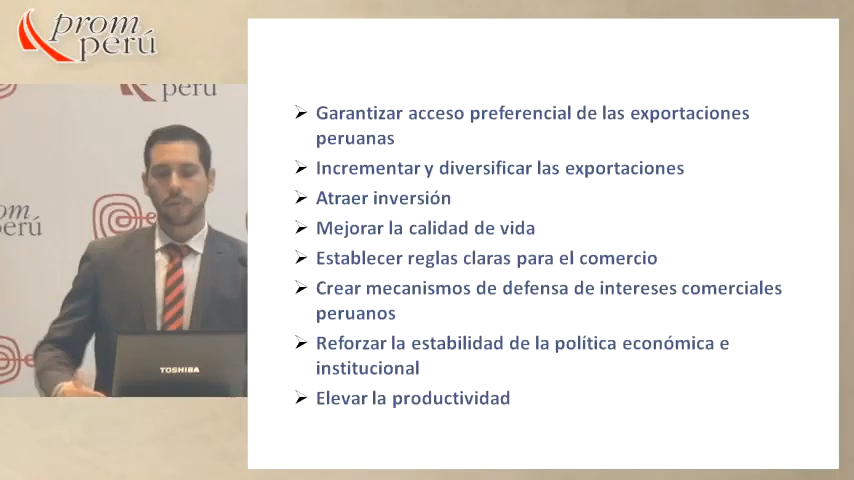 prom
perú
perú
om
erú
TOSHIBA
Garantizar acceso preferencial de las exportaciones
peruanas
Incrementar y diversificar las exportaciones
Atraer inversión
Mejorar la calidad de vida
Establecer reglas claras para el comercio
Crear mecanismos de defensa de intereses comerciales
peruanos
Reforzar la estabilidad de la política económica e
institucional
Elevar la productividad